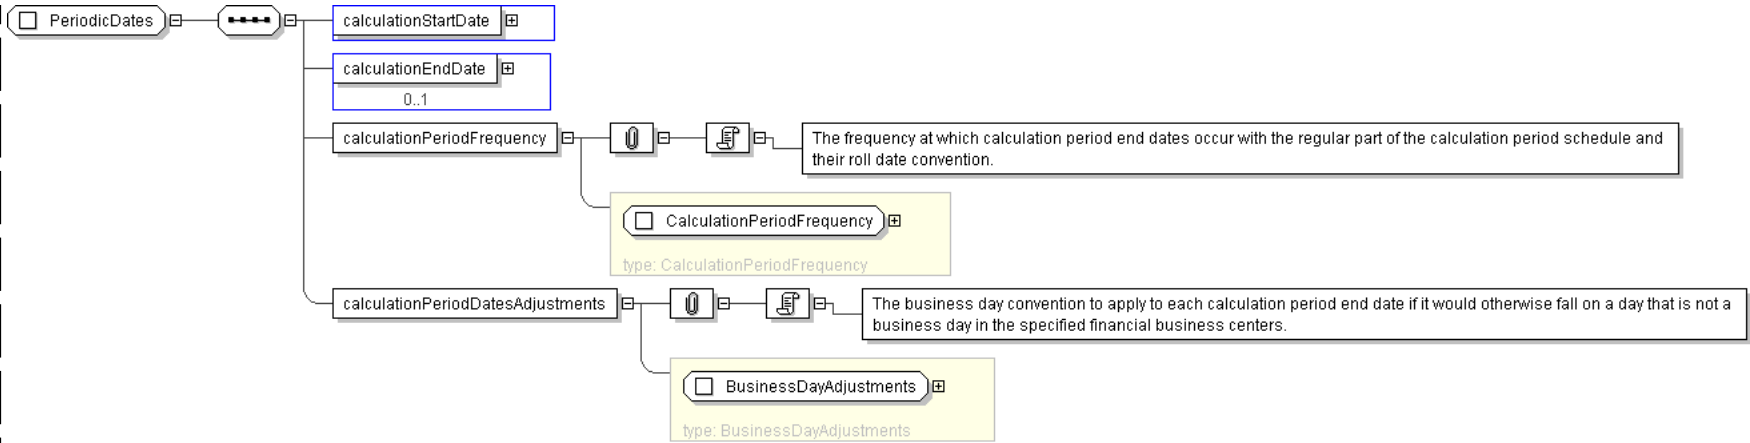 PeriodicDates
calculationStartDate
calculationEndDate
0..1
calculationPeriodFrequency
The frequency at which calculation period end dates occur with the regular part of the calculation period schedule and
their roll date convention.
CalculationPeriodFrequency
type: CalculationPeriodFrequency
calculationPeriodDatesAdjustments
The business day convention to apply to each calculation period end date if it would otherwise fall on a day that is not a
business day in the specified financial business centers.
BusinessDayAdjustments
type: BusinessDayAdjustments